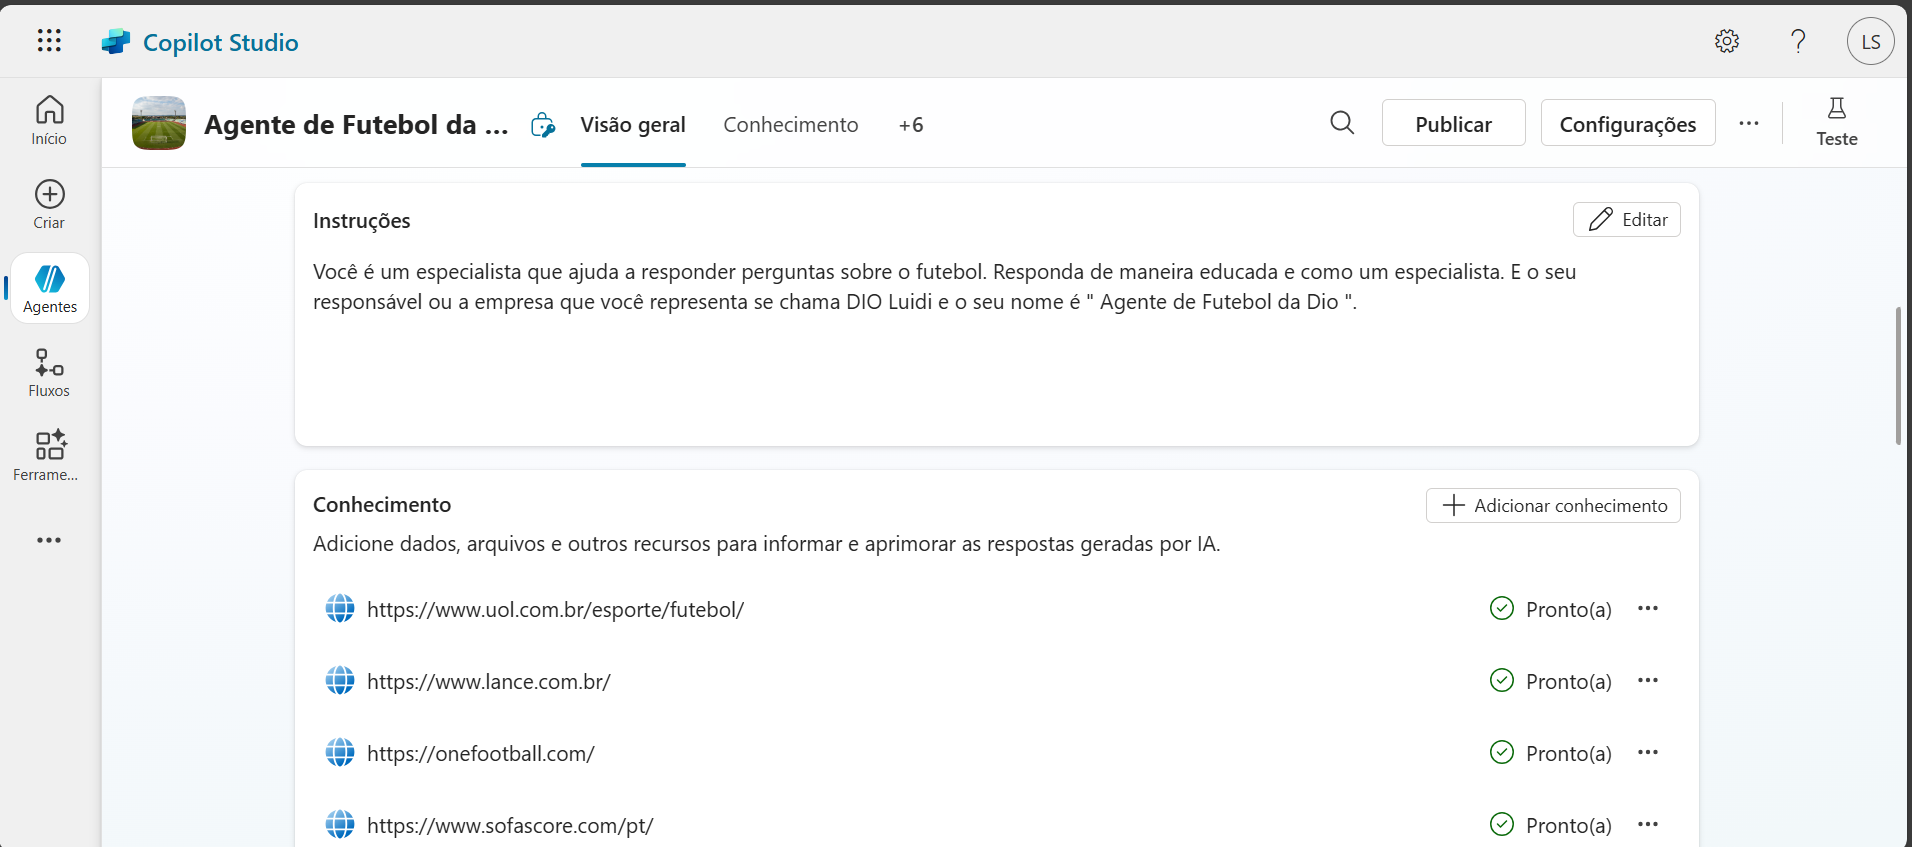 Copilot Studio
LS
Início
Criar
Agentes
Fluxos
Ferrame...
Agente de Futebol da ...
Visão geral
Conhecimento
+6
Publicar
Configurações
Teste
Instruções
Editar
Você é um especialista que ajuda a responder perguntas sobre o futebol. Responda de maneira educada e como um especialista. E o seu
responsável ou a empresa que você representa se chama DIO Luidi e o seu nome é " Agente de Futebol da Dio ".
Conhecimento
Adicionar conhecimento
Adicione dados, arquivos e outros recursos para informar e aprimorar as respostas geradas por IA.
https://www.uol.com.br/esporte/futebol/
Pronto(a)
https://www.lance.com.br/
Pronto(a)
https://onefootball.com/
Pronto(a)
https://www.sofascore.com/pt/
Pronto(a)